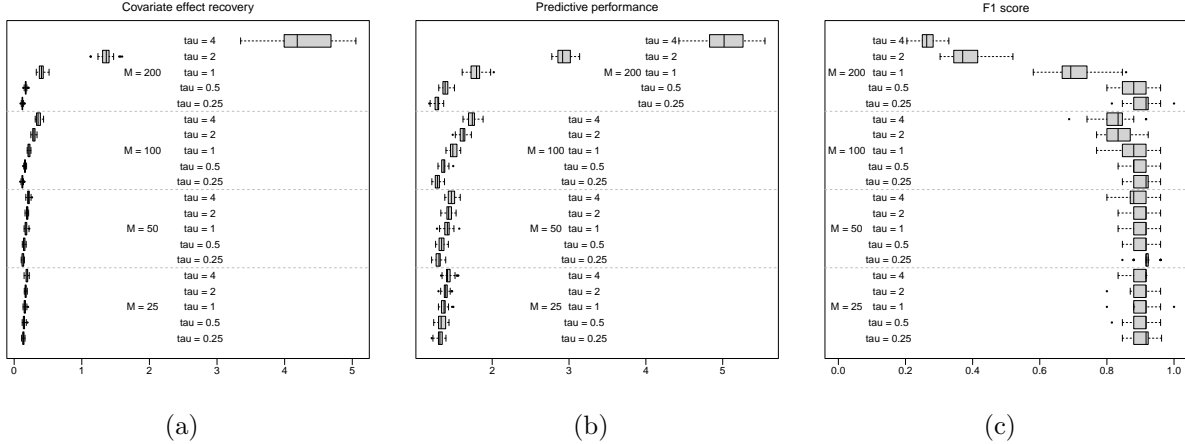 Covariate effect recovery
tau = 4
tau = 2
M = 200
tau = 1
tau = 0.5
tau = 0.25
tau = 4
tau = 2
M = 100
tau = 1
tau = 0.5
tau = 0.25
tau = 4
tau = 2
M = 50
tau = 1
tau = 0.5
tau = 0.25
tau = 4
tau = 2
M = 25
tau = 1
tau = 0.5
tau = 0.25
0 1 2 3 4 5
(a)
Predictive performance
tau = 4
tau = 2
M = 200
tau = 1
tau = 0.5
tau = 0.25
tau = 4
tau = 2
M = 100
tau = 1
tau = 0.5
tau = 0.25
tau = 4
tau = 2
M = 50
tau = 1
tau = 0.5
tau = 0.25
tau = 4
tau = 2
M = 25
tau = 1
tau = 0.5
tau = 0.25
2 3 4 5
(b)
F1 score
tau = 4
tau = 2
M = 200
tau = 1
tau = 0.5
tau = 0.25
tau = 4
tau = 2
M = 100
tau = 1
tau = 0.5
tau = 0.25
tau = 4
tau = 2
M = 50
tau = 1
tau = 0.5
tau = 0.25
tau = 4
tau = 2
M = 25
tau = 1
tau = 0.5
tau = 0.25
0.0 0.2 0.4 0.6 0.8 1.0
(c)